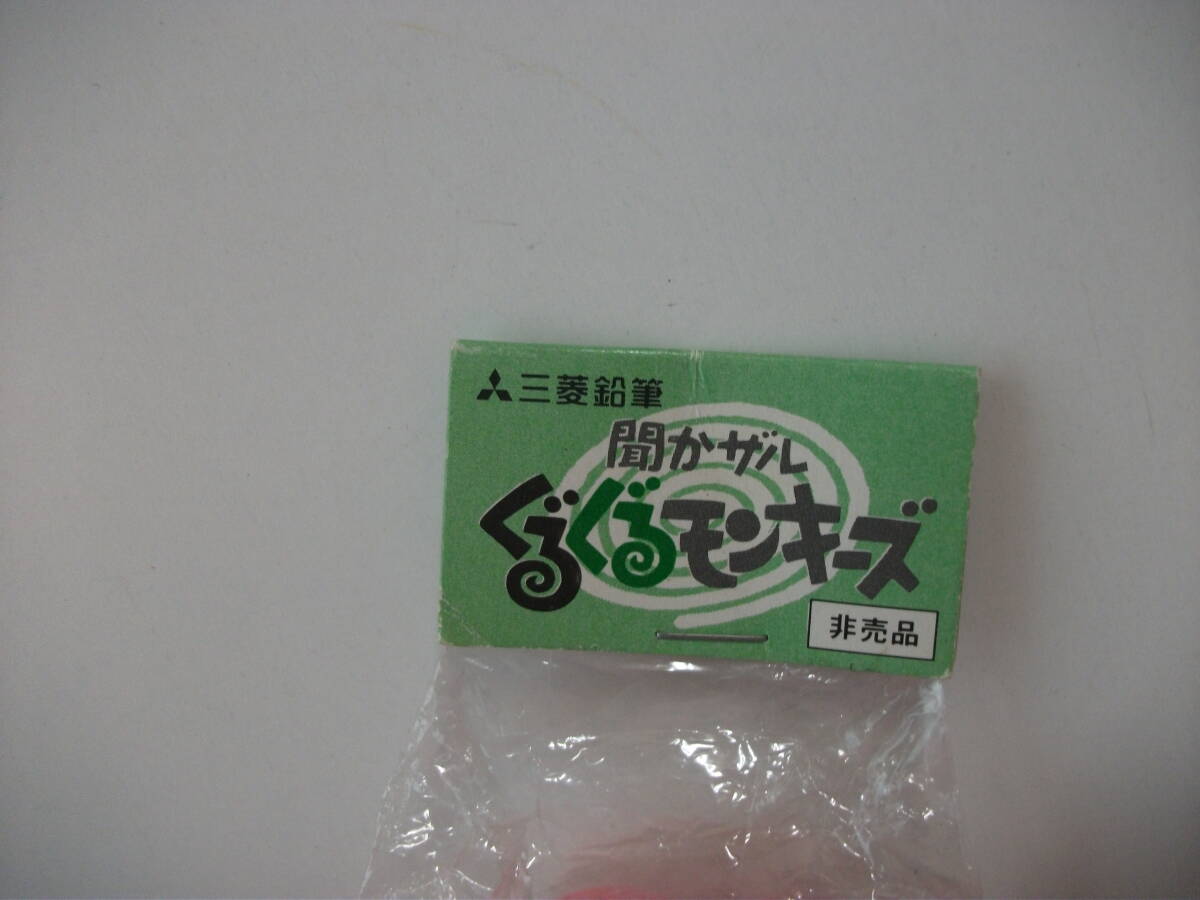 三菱鉛筆
聞かザル
ぐるぐるモンキーズ
非売品